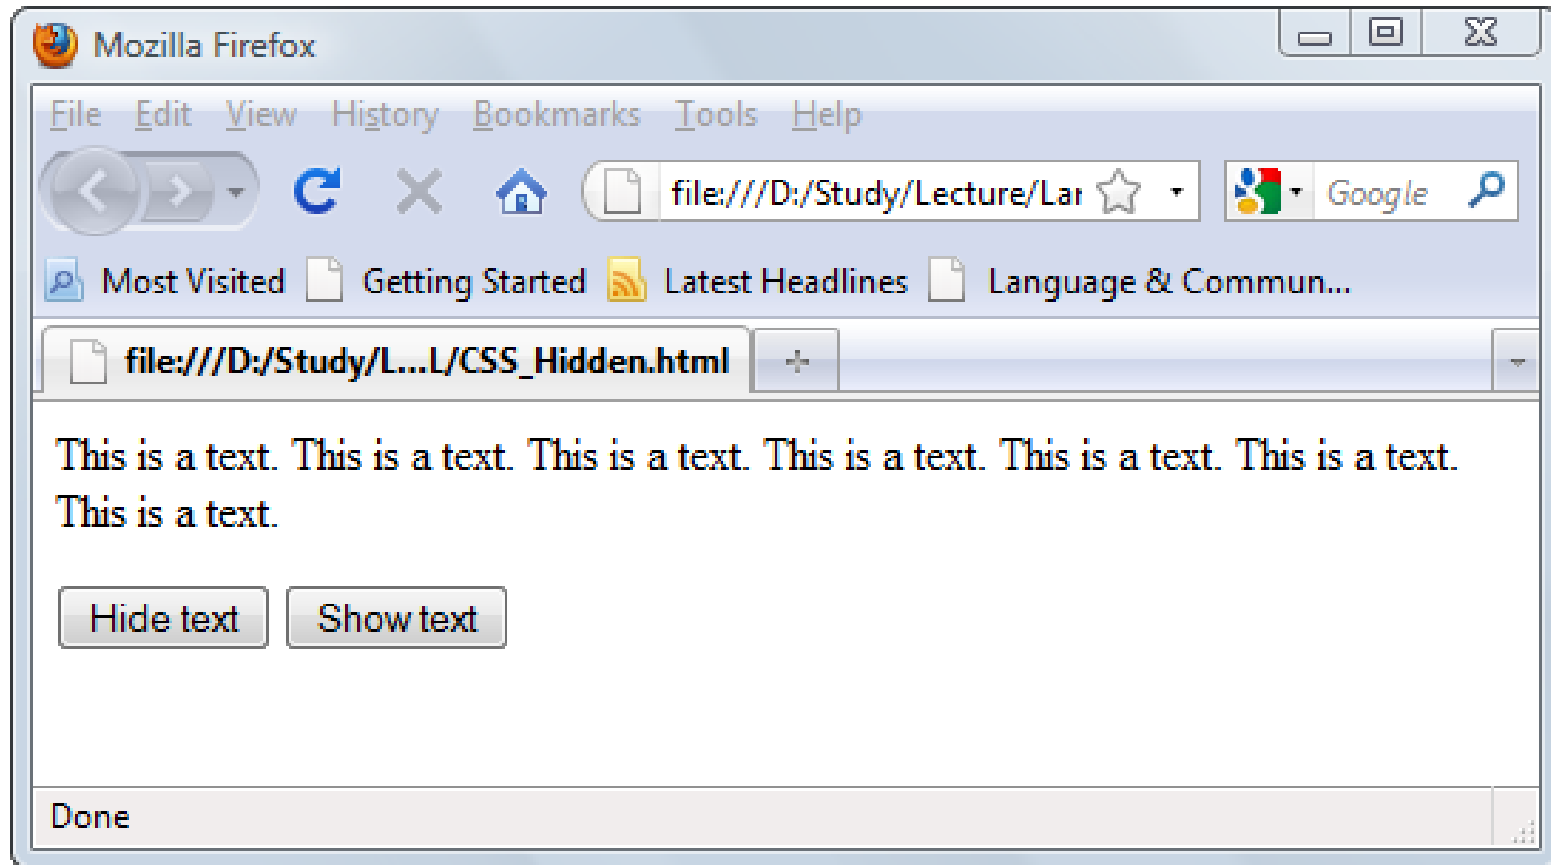 Mozilla Firefox
File Edit View History Bookmarks Tools Help
file:///D:/Study/Lecture/Lar Google
Most Visited Getting Started Latest Headlines Language & Commun...
file:///D:/Study/L...L/CSS_Hidden.html
This is a text. This is a text. This is a text. This is a text. This is a text. This is a text.
This is a text.
Hide text Show text
Done